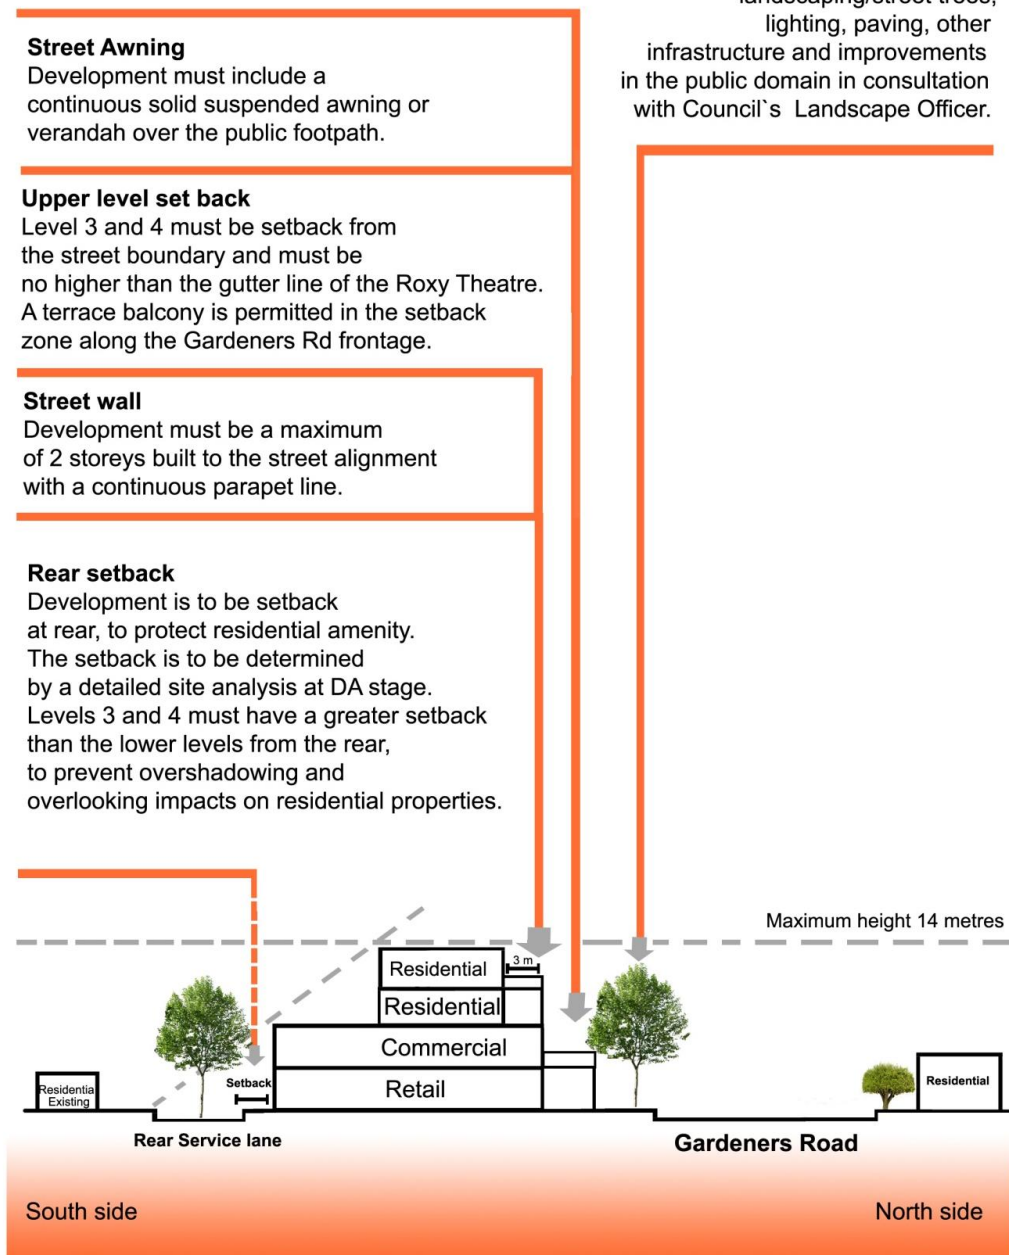 Street Awning
Development must include a
continuous solid suspended awning or
verandah over the public footpath.
landscaping/street trees,
lighting, paving, other
infrastructure and improvements
in the public domain in consultation
with Council`s Landscape Officer.
Upper level set back
Level 3 and 4 must be setback from
the street boundary and must be
no higher than the gutter line of the Roxy Theatre.
A terrace balcony is permitted in the setback
zone along the Gardeners Rd frontage.
Street wall
Development must be a maximum
of 2 storeys built to the street alignment
with a continuous parapet line.
Rear setback
Development is to be setback
at rear, to protect residential amenity.
The setback is to be determined
by a detailed site analysis at DA stage.
Levels 3 and 4 must have a greater setback
than the lower levels from the rear,
to prevent overshadowing and
overlooking impacts on residential properties.
Maximum height 14 metres
Residential
3 m
Residential
Commercial
Retail
Setback
Residential
Existing
Residential
Rear Service lane
Gardeners Road
South side
North side